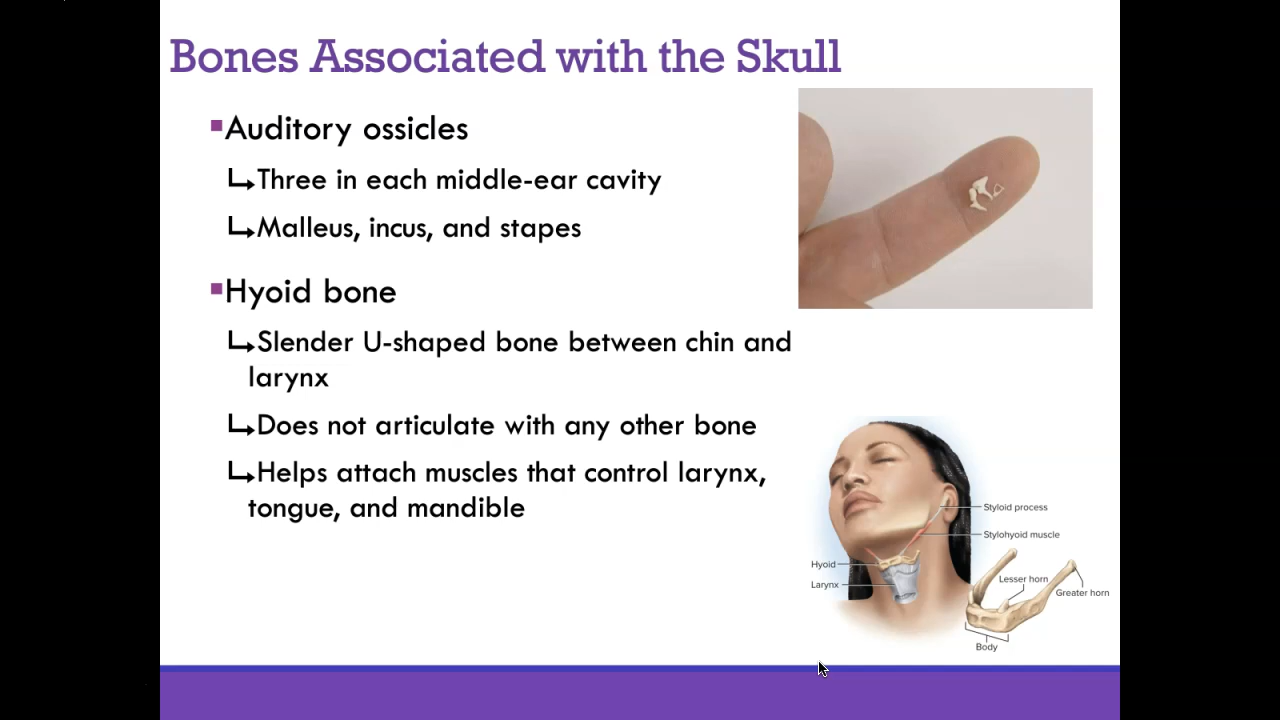 Bones Associated with the Skull
Auditory ossicles
Three in each middle-ear cavity
Malleus, incus, and stapes
Hyoid bone
Slender U-shaped bone between chin and
larynx
Does not articulate with any other bone
Helps attach muscles that control larynx,
tongue, and mandible
Styloid process
Stylohyoid muscle
Hyoid
Larynx
Lesser horn
Greater horn
Body